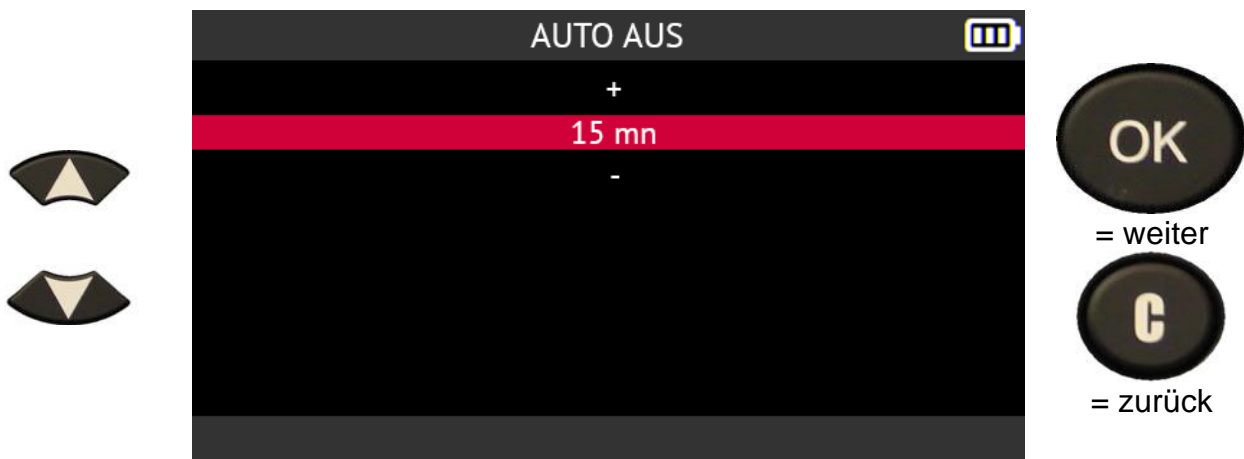 AUTO AUS
+
15 mn
-
OK
= weiter
C
= zurück